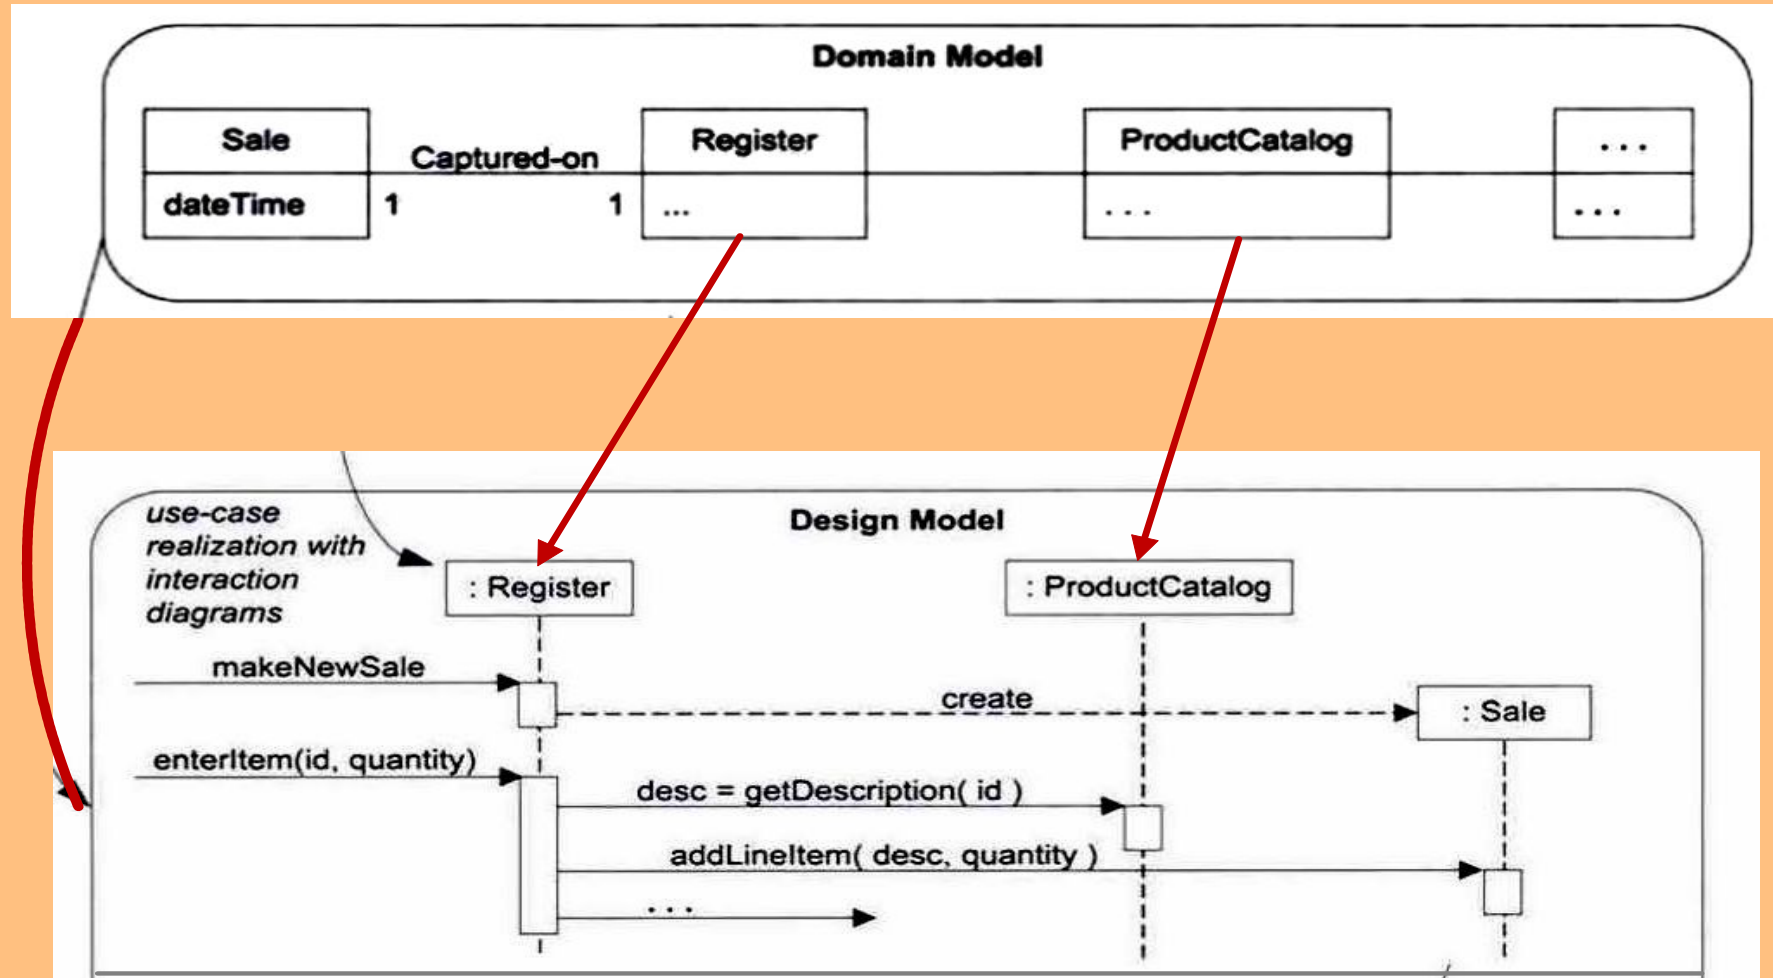 Domain Model
Sale
Captured-on
Register
ProductCatalog
. . .
dateTime
1
1
...
. . .
. . .
use-case
realization with
interaction
diagrams
Design Model
: Register
: ProductCatalog
makeNewSale
create
: Sale
enterItem(id, quantity)
desc = getDescription( id )
addLineItem( desc, quantity )
. . .